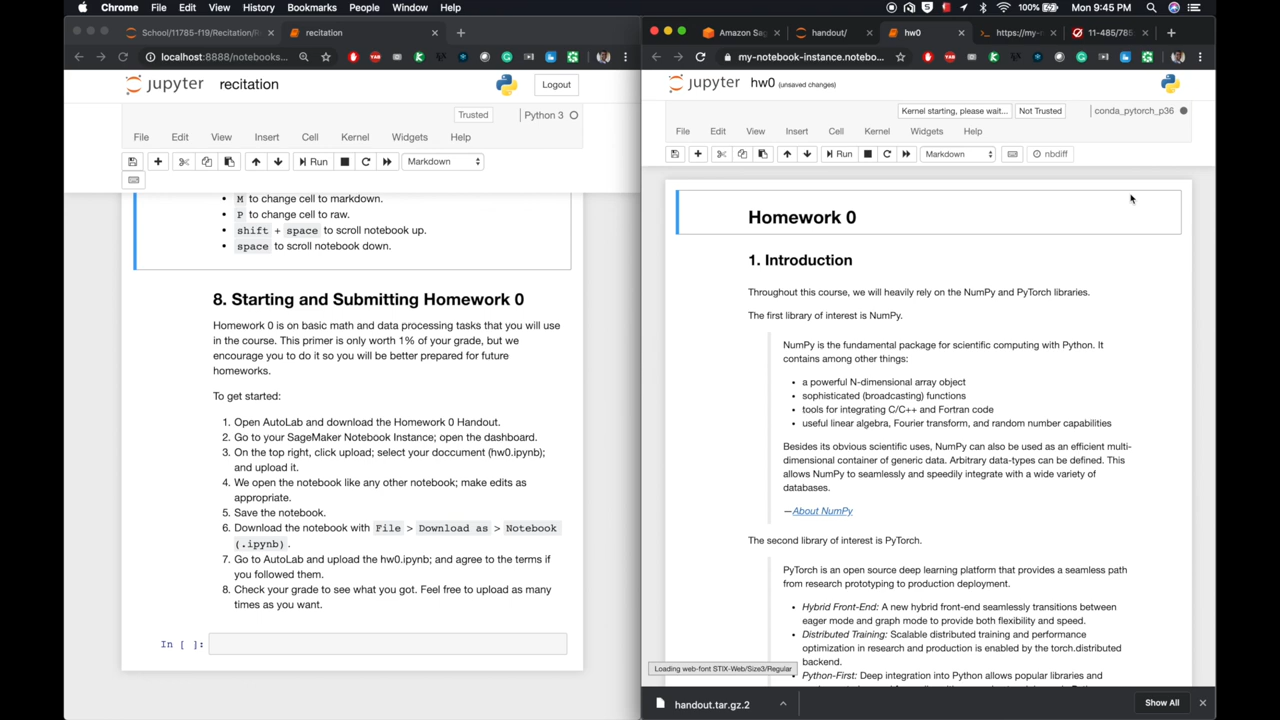 Chrome File Edit View History Bookmarks People Window Help
100% Mon 9:45 PM
School/11785-f19/Recitation/R
recitation
localhost:8888/notebooks...
jupyter recitation
Logout
Trusted
Python 3
File Edit View Insert Cell Kernel Widgets Help
Run
Markdown
M to change cell to markdown.
P to change cell to raw.
shift + space to scroll notebook up.
space to scroll notebook down.
8. Starting and Submitting Homework 0
Homework 0 is on basic math and data processing tasks that you will use
in the course. This primer is only worth 1% of your grade, but we
encourage you to do it so you will be better prepared for future
homeworks.
To get started:
1. Open AutoLab and download the Homework 0 Handout.
2. Go to your SageMaker Notebook Instance; open the dashboard.
3. On the top right, click upload; select your doccument (hw0.ipynb);
and upload it.
4. We open the notebook like any other notebook; make edits as
appropriate.
5. Save the notebook.
6. Download the notebook with File > Download as > Notebook
(.ipynb).
7. Go to AutoLab and upload the hw0.ipynb; and agree to the terms if
you followed them.
8. Check your grade to see what you got. Feel free to upload as many
times as you want.
In [ ]:
Amazon Sag
handout/
hw0
https://my-
11-485/785
my-notebook-instance.notebo...
jupyter hw0 (unsaved changes)
Kernel starting, please wait...
Not Trusted
conda_pytorch_p36
File Edit View Insert Cell Kernel Widgets Help
Run
Markdown
nbdiff
Homework 0
1. Introduction
Throughout this course, we will heavily rely on the NumPy and PyTorch libraries.
The first library of interest is NumPy.
NumPy is the fundamental package for scientific computing with Python. It
contains among other things:
• a powerful N-dimensional array object
• sophisticated (broadcasting) functions
• tools for integrating C/C++ and Fortran code
• useful linear algebra, Fourier transform, and random number capabilities
Besides its obvious scientific uses, NumPy can also be used as an efficient multi-
dimensional container of generic data. Arbitrary data-types can be defined. This
allows NumPy to seamlessly and speedily integrate with a wide variety of
databases.
—About NumPy
The second library of interest is PyTorch.
PyTorch is an open source deep learning platform that provides a seamless path
from research prototyping to production deployment.
• Hybrid Front-End: A new hybrid front-end seamlessly transitions between
eager mode and graph mode to provide both flexibility and speed.
• Distributed Training: Scalable distributed training and performance
optimization in research and production is enabled by the torch.distributed
backend.
• Python-First: Deep integration into Python allows popular libraries and
Loading web-font STIX-Web/Size3/Regular
handout.tar.gz.2
Show All